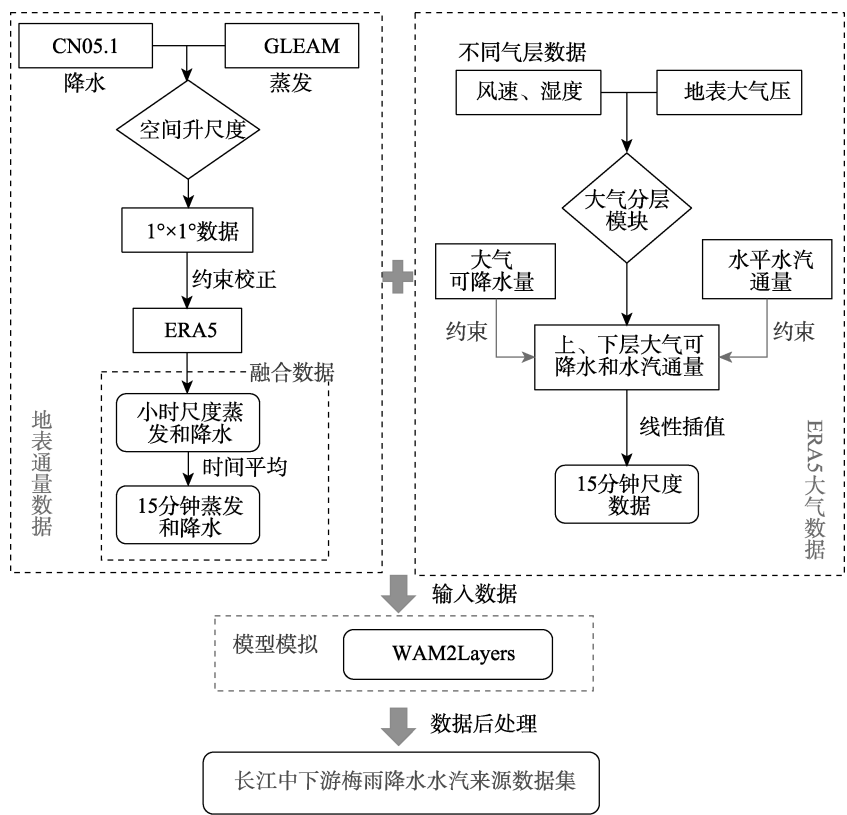 CN05.1
GLEAM
降水
蒸发
空间升尺度
1°×1°数据
约束校正
ERA5
融合数据
小时尺度蒸
发和降水
时间平均
15分钟蒸发
和降水
地表通量数据
不同气层数据
风速、湿度
地表大气压
大气分层
模块
大气
可降水量
水平水汽
通量
约束
约束
上、下层大气可
降水和水汽通量
线性插值
15分钟尺度
数据
ERA5大气数据
输入数据
模型模拟
WAM2Layers
数据后处理
长江中下游梅雨降水水汽来源数据集